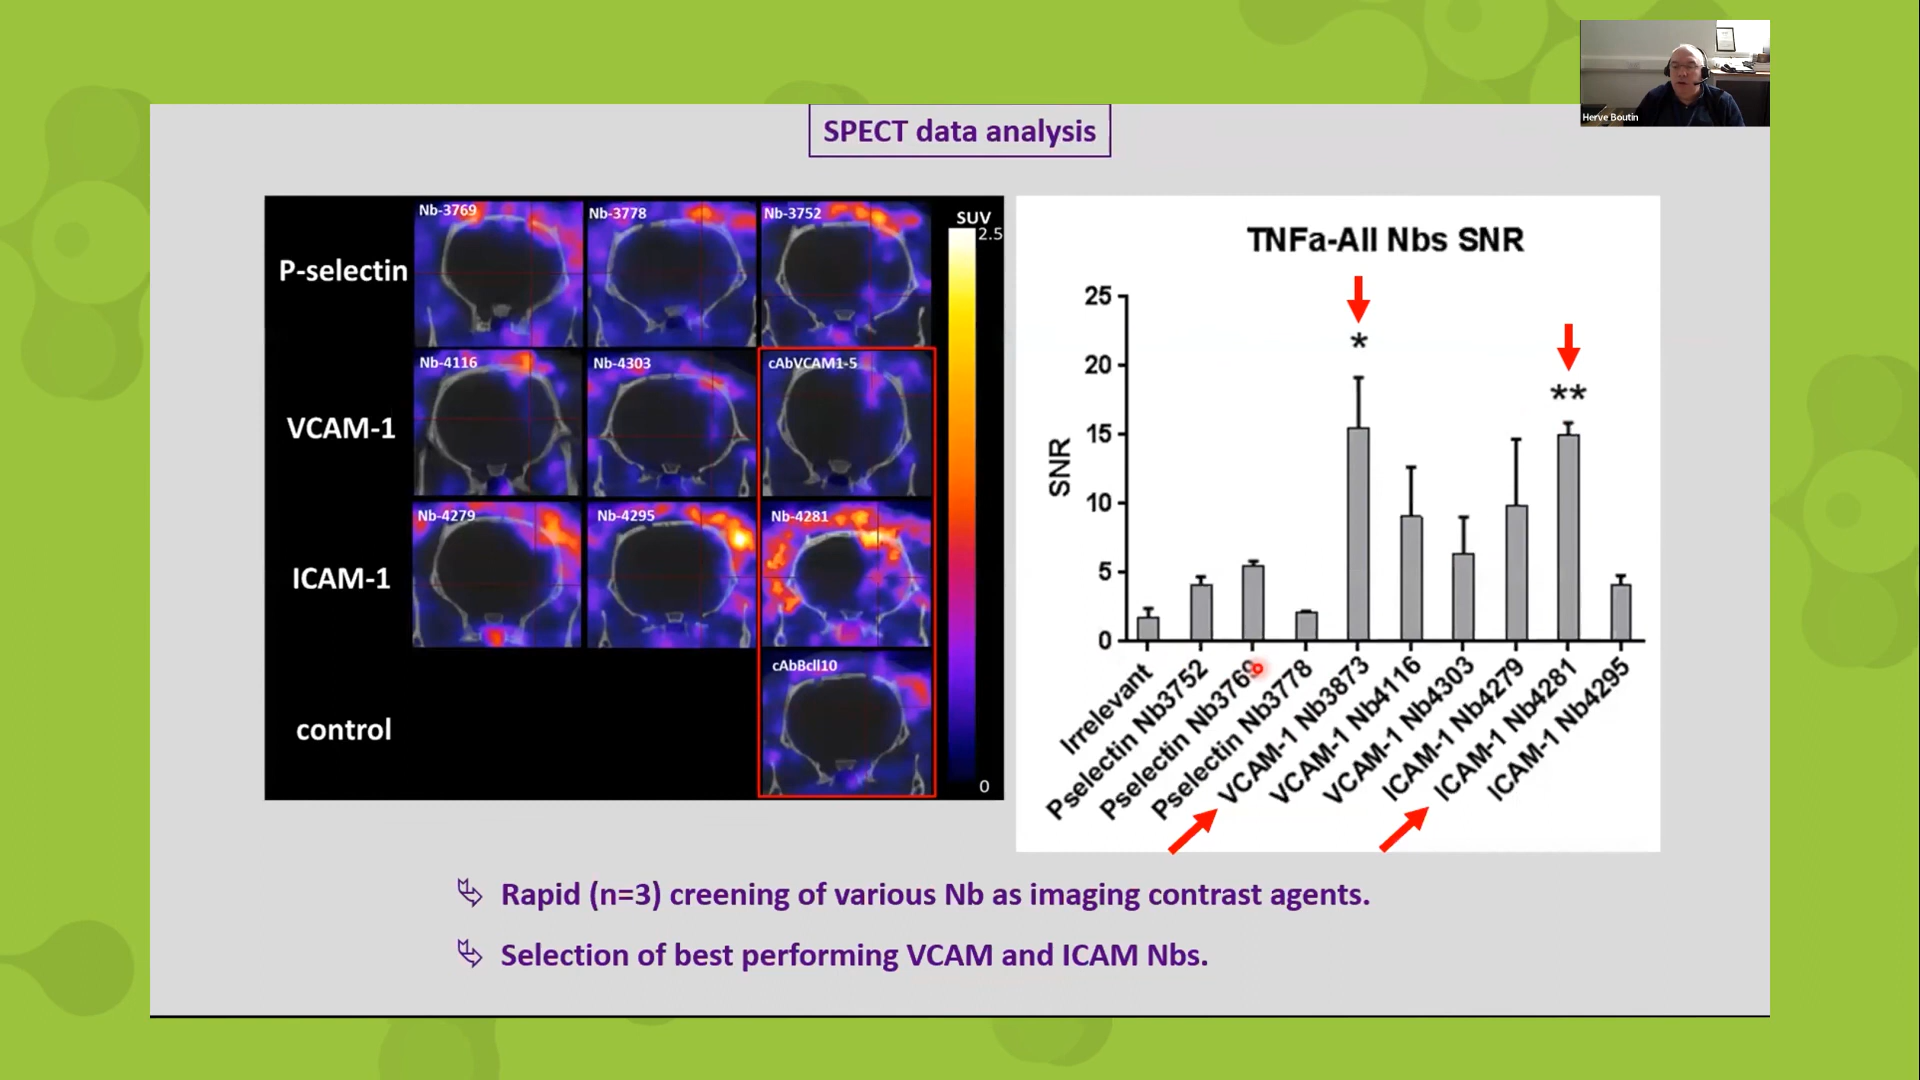 Herve Boutin
SPECT data analysis
P-selectin
Nb-3769
Nb-3778
Nb-3752
VCAM-1
Nb-4116
Nb-4303
cAbVCAM1-5
ICAM-1
Nb-4279
Nb-4295
Nb-4281
control
cAbBcll10
SUV
2.5
0
TNFa-All Nbs SNR
SNR
25
20
15
10
5
0
*
**
Irrelevant
Pselectin Nb3752
Pselectin Nb3769
Pselectin Nb3778
VCAM-1 Nb3873
VCAM-1 Nb4116
VCAM-1 Nb4303
ICAM-1 Nb4279
ICAM-1 Nb4281
ICAM-1 Nb4295
Rapid (n=3) creening of various Nb as imaging contrast agents.
Selection of best performing VCAM and ICAM Nbs.